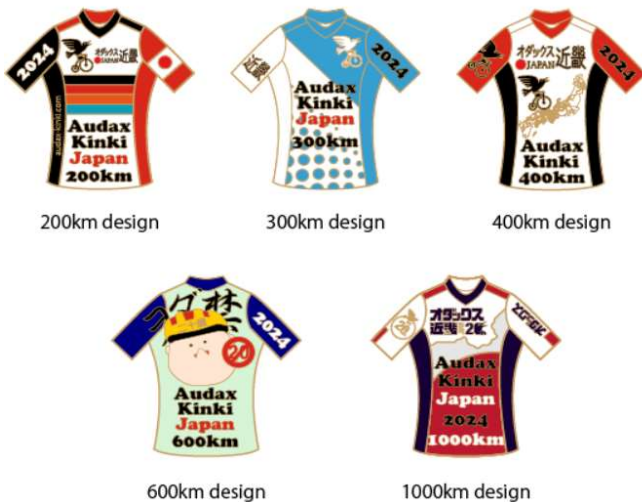 2024
オダックス
JAPAN 近畿
audax-kinki.com
Audax
Kinki
Japan
200km
200km design
近畿
2024
Audax
Kinki
Japan
300km
300km design
オダックス
JAPAN 近畿
2024
Audax
Kinki
400km
400km design
2024
20
Audax
Kinki
Japan
600km
600km design
オダックス
近畿
Audax
Kinki
Japan
2024
1000km
1000km design